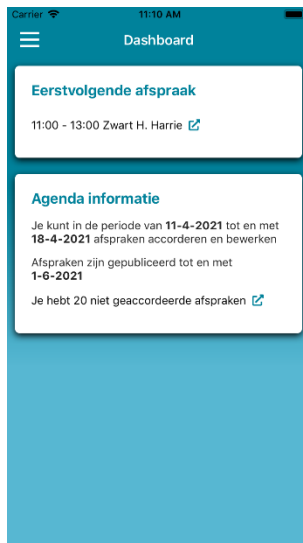 Carrier 11:10 AM
Dashboard
Eerstvolgende afspraak
11:00 - 13:00 Zwart H. Harrie
Agenda informatie
Je kunt in de periode van 11-4-2021 tot en met
18-4-2021 afspraken accorderen en bewerken
Afspraken zijn gepubliceerd tot en met
1-6-2021
Je hebt 20 niet geaccordeerde afspraken